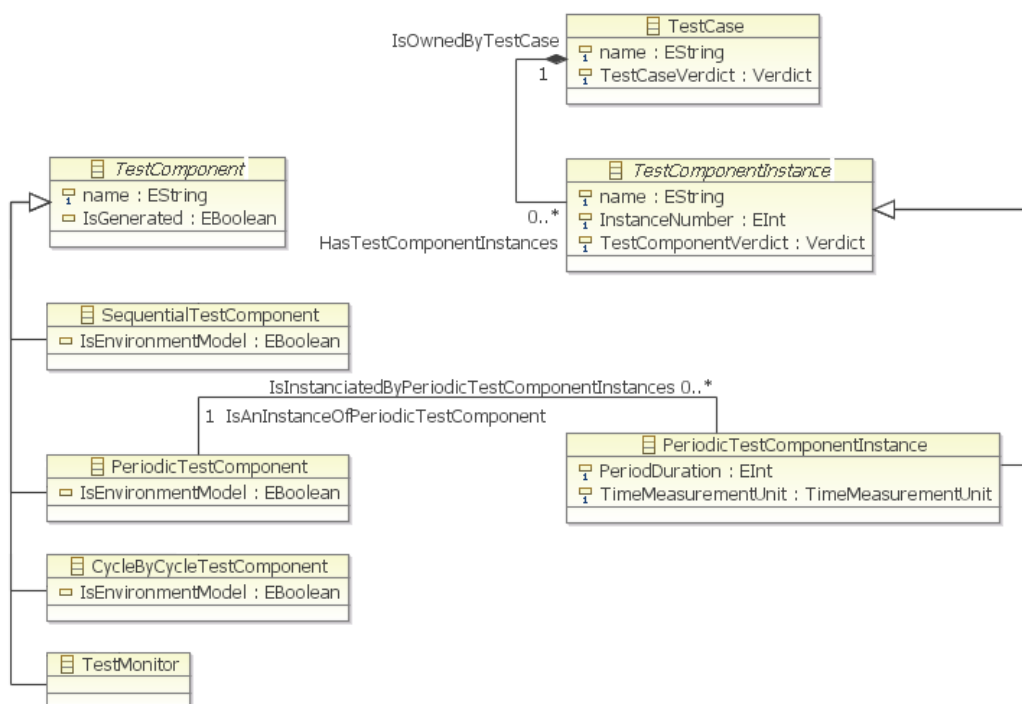 TestCase
IsOwnedByTestCase
name : EString
1
TestCaseVerdict : Verdict
TestComponent
name : EString
IsGenerated : EBoolean
TestComponentInstance
name : EString
0..*
InstanceNumber : EInt
HasTestComponentInstances
TestComponentVerdict : Verdict
SequentialTestComponent
IsEnvironmentModel : EBoolean
IsInstanciatedByPeriodicTestComponentInstances 0..*
1 IsAnInstanceOfPeriodicTestComponent
PeriodicTestComponent
IsEnvironmentModel : EBoolean
PeriodicTestComponentInstance
PeriodDuration : EInt
TimeMeasurementUnit : TimeMeasurementUnit
CycleByCycleTestComponent
IsEnvironmentModel : EBoolean
TestMonitor